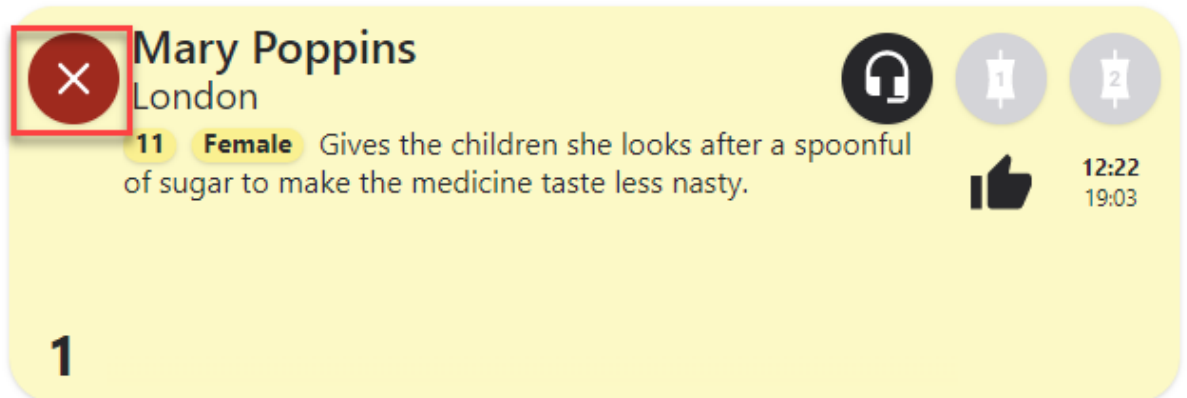 Mary Poppins
London
1 2
11 Female Gives the children she looks after a spoonful
of sugar to make the medicine taste less nasty.
12:22
19:03
1